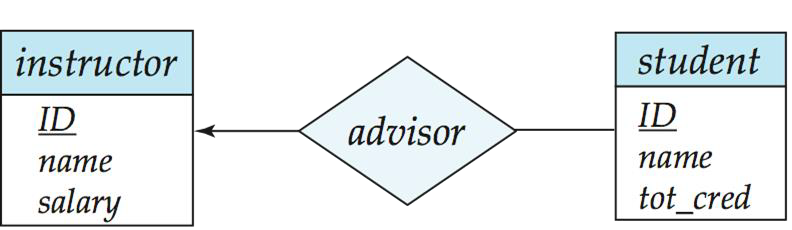 instructor
ID
name
salary
advisor
student
ID
name
tot_cred